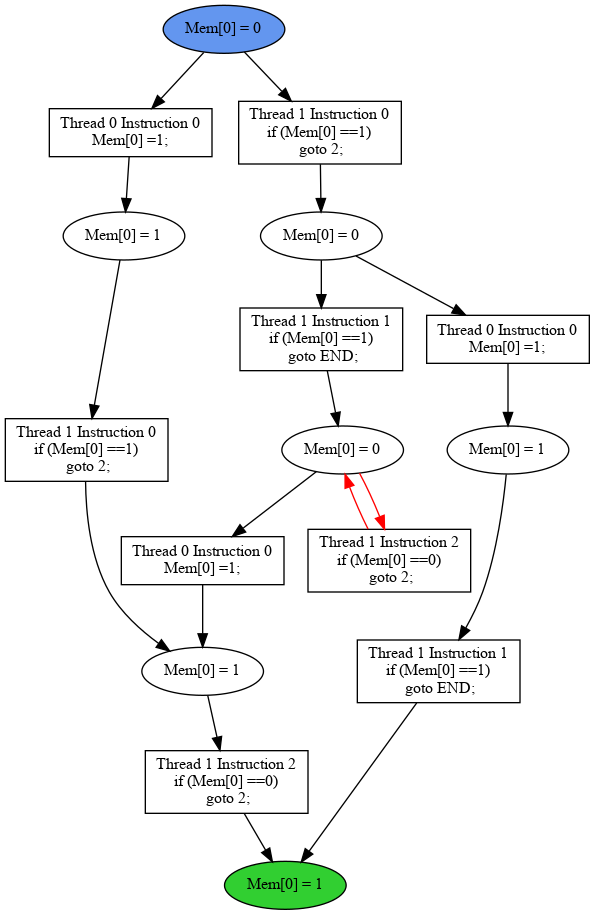 Mem[0] = 0
Thread 0 Instruction 0
Mem[0] =1;
Thread 1 Instruction 0
if (Mem[0] ==1)
goto 2;
Mem[0] = 1
Mem[0] = 0
Thread 1 Instruction 1
if (Mem[0] ==1)
goto END;
Thread 0 Instruction 0
Mem[0] =1;
Thread 1 Instruction 0
if (Mem[0] ==1)
goto 2;
Mem[0] = 0
Mem[0] = 1
Thread 0 Instruction 0
Mem[0] =1;
Thread 1 Instruction 2
if (Mem[0] ==0)
goto 2;
Mem[0] = 1
Thread 1 Instruction 1
if (Mem[0] ==1)
goto END;
Thread 1 Instruction 2
if (Mem[0] ==0)
goto 2;
Mem[0] = 1